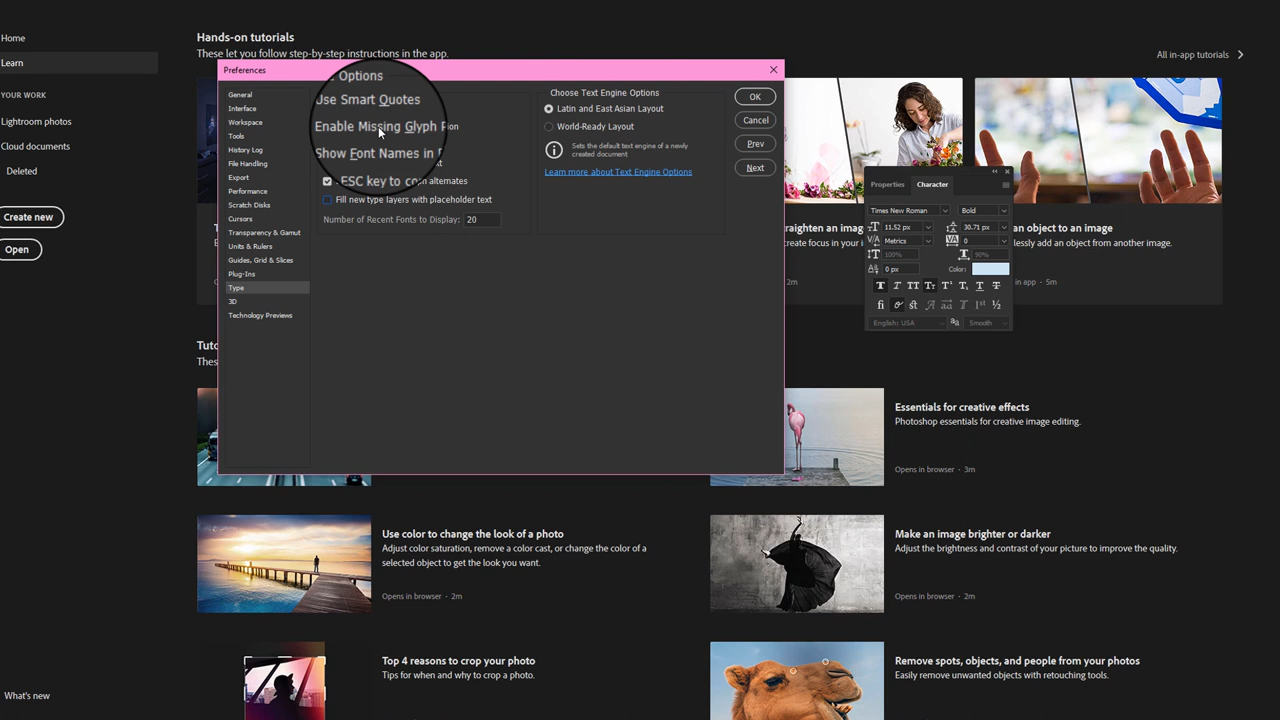 Home
Learn
YOUR WORK
Lightroom photos
Cloud documents
Deleted
Create new
Open
What's new
Hands-on tutorials
These let you follow step-by-step instructions in the app.
All in-app tutorials
Preferences
General
Interface
Workspace
Tools
History Log
File Handling
Export
Performance
Scratch Disks
Cursors
Transparency & Gamut
Units & Rulers
Guides, Grid & Slices
Plug-Ins
Type
3D
Technology Previews
Options
Use Smart Quotes
Enable Missing Glyph
Show Font Names in
ESC key to
alternates
Fill new type layers with placeholder text
Number of Recent Fonts to Display: 20
Choose Text Engine Options
Latin and East Asian Layout
World-Ready Layout
Sets the default text engine of a newly
created document
Learn more about Text Engine Options
OK
Cancel
Prev
Next
Properties
Character
Times New Roman
Bold
11.52 px
30.71 px
Metrics
0
100%
90%
0 px
Color:
English: USA
Smooth
an object to an image
add an object from another image.
in app · 5m
2m
Essentials for creative effects
Photoshop essentials for creative image editing.
Opens in browser · 3m
Use color to change the look of a photo
Adjust color saturation, remove a color cast, or change the color of a
selected object to get the look you want.
Opens in browser · 2m
Make an image brighter or darker
Adjust the brightness and contrast of your picture to improve the quality.
Opens in browser · 2m
Top 4 reasons to crop your photo
Tips for when and why to crop a photo.
Remove spots, objects, and people from your photos
Easily remove unwanted objects with retouching tools.